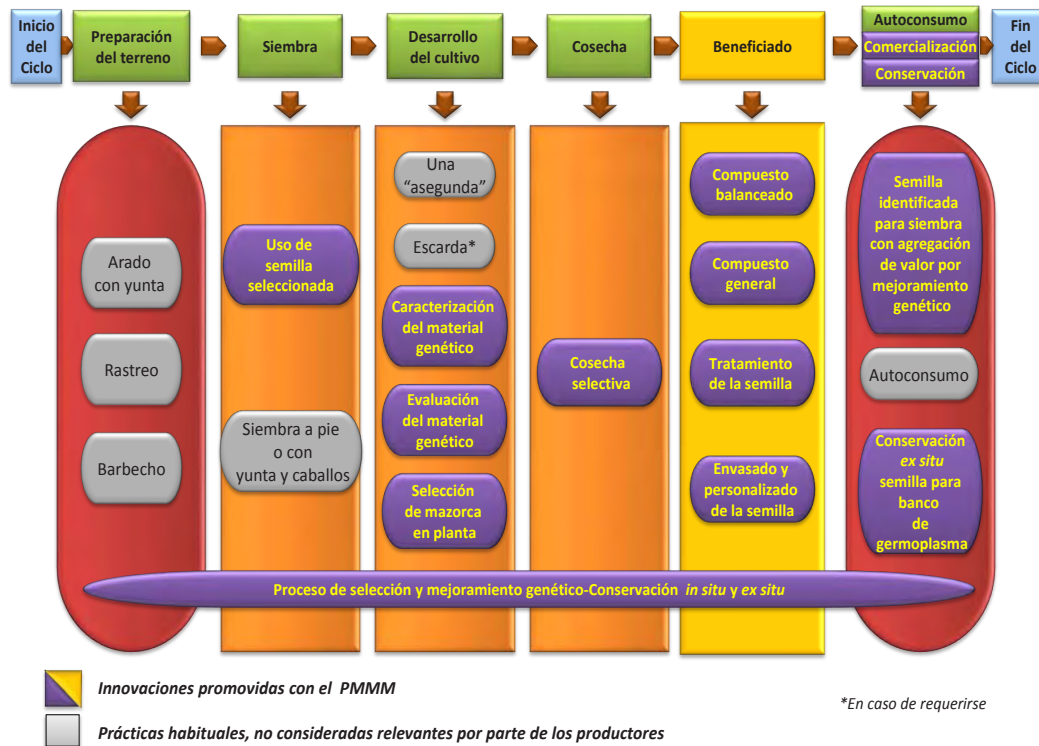 Inicio
del
Ciclo
Preparación
del terreno
Siembra
Desarrollo
del cultivo
Cosecha
Beneficiado
Autoconsumo
Comercialización
Conservación
Fin
del
Ciclo
Arado
con yunta
Rastreo
Barbecho
Uso de
semilla
seleccionada
Siembra a pie
o con
yunta y caballos
Una
"asegunda"
Escarda*
Caracterización
del material
genético
Evaluación
del material
genético
Selección
de mazorca
en planta
Cosecha
selectiva
Compuesto
balanceado
Compuesto
general
Tratamiento
de la semilla
Envasado y
personalizado
de la semilla
Semilla
identificada
para siembra
con agregación
de valor por
mejoramiento
genético
Autoconsumo
Conservación
ex situ
semilla para
banco
de
germoplasma
Proceso de selección y mejoramiento genético-Conservación in situ y ex situ
Innovaciones promovidas con el PMMM
*En caso de requerirse
Prácticas habituales, no consideradas relevantes por parte de los productores